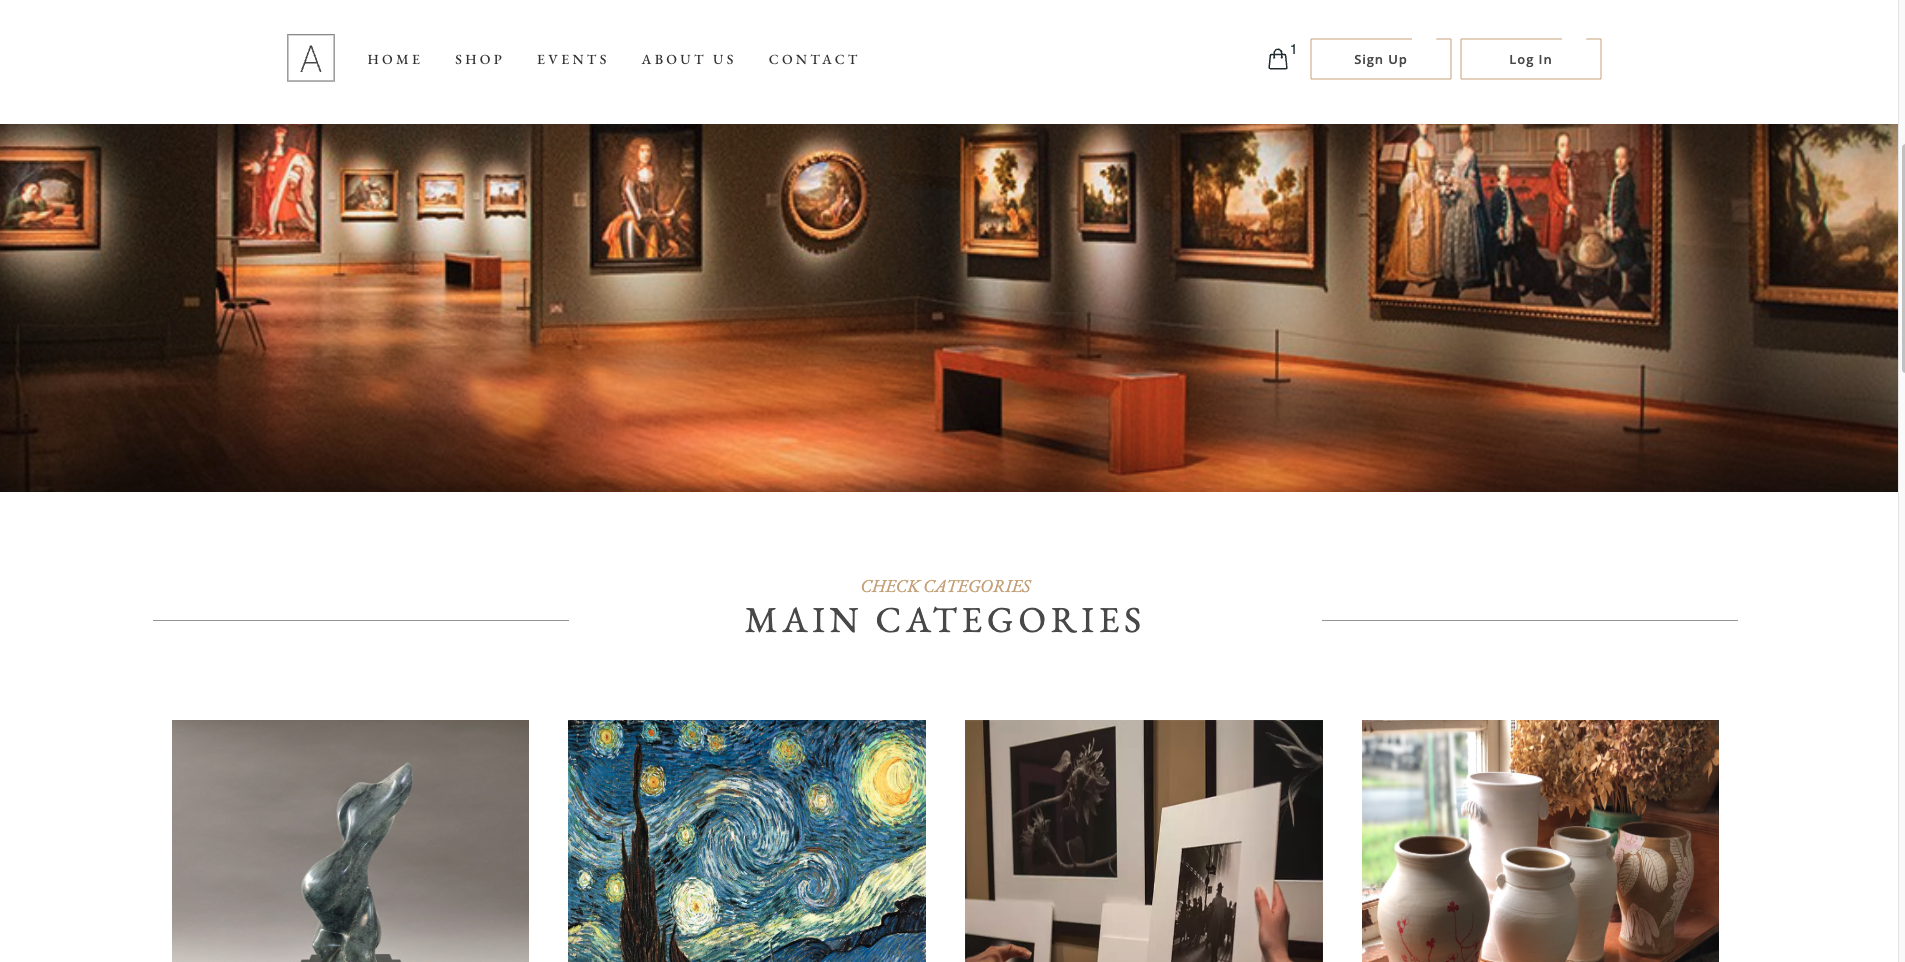 A
HOME SHOP EVENTS ABOUT US CONTACT
1
Sign Up
Log In
CHECK CATEGORIES
MAIN CATEGORIES